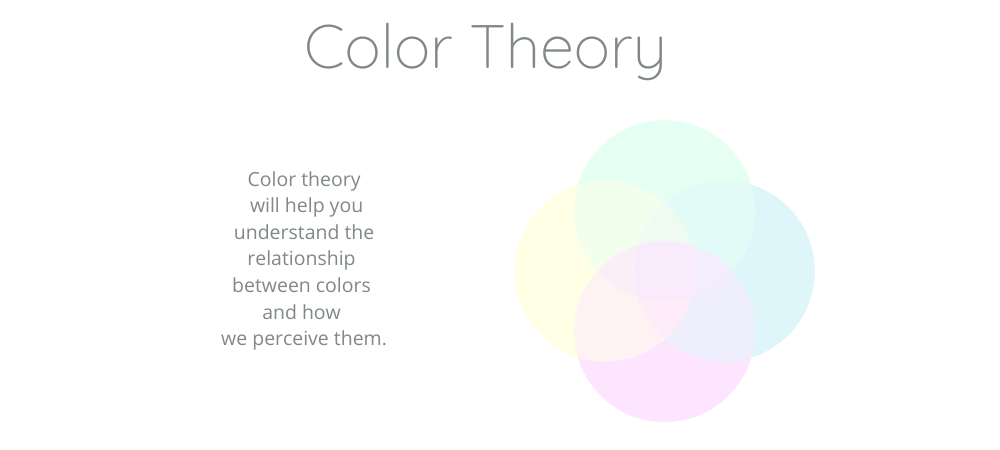 Color Theory
Color theory
will help you
understand the
relationship
between colors
and how
we perceive them.